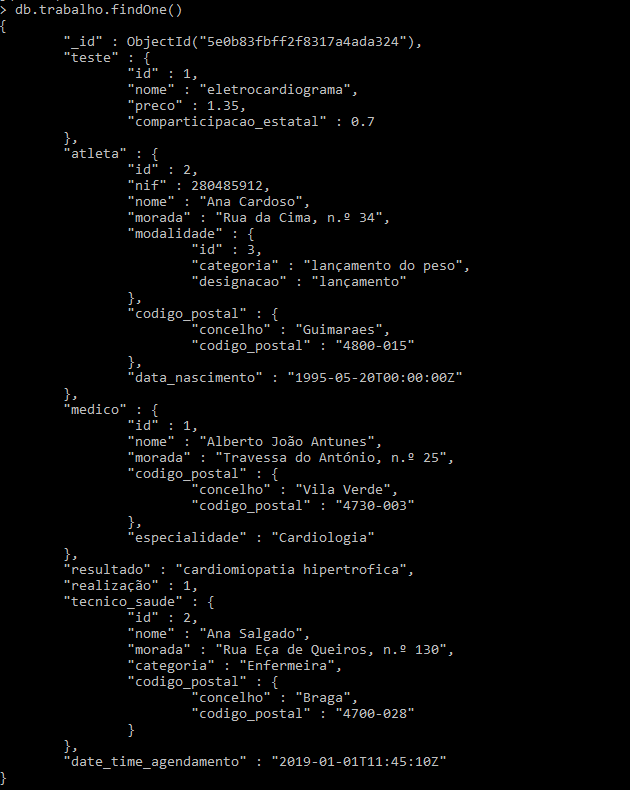 > db.trabalho.findOne()
{
"_id" : ObjectId("5e0b83fbff2f8317a4ada324"),
"teste" : {
"id" : 1,
"nome" : "eletrocardiograma",
"preco" : 1.35,
"comparticipacao_estatal" : 0.7
},
"atleta" : {
"id" : 2,
"nif" : 280485912,
"nome" : "Ana Cardoso",
"morada" : "Rua da Cima, n.º 34",
"modalidade" : {
"id" : 3,
"categoria" : "lançamento do peso",
"designacao" : "lançamento"
},
"codigo_postal" : {
"concelho" : "Guimaraes",
"codigo_postal" : "4800-015"
},
"data_nascimento" : "1995-05-20T00:00:00Z"
},
"medico" : {
"id" : 1,
"nome" : "Alberto João Antunes",
"morada" : "Travessa do António, n.º 25",
"codigo_postal" : {
"concelho" : "Vila Verde",
"codigo_postal" : "4730-003"
},
"especialidade" : "Cardiologia"
},
"resultado" : "cardiomiopatia hipertrofica",
"realização" : 1,
"tecnico_saude" : {
"id" : 2,
"nome" : "Ana Salgado",
"morada" : "Rua Eça de Queiros, n.º 130",
"categoria" : "Enfermeira",
"codigo_postal" : {
"concelho" : "Braga",
"codigo_postal" : "4700-028"
}
},
"date_time_agendamento" : "2019-01-01T11:45:10Z"
}